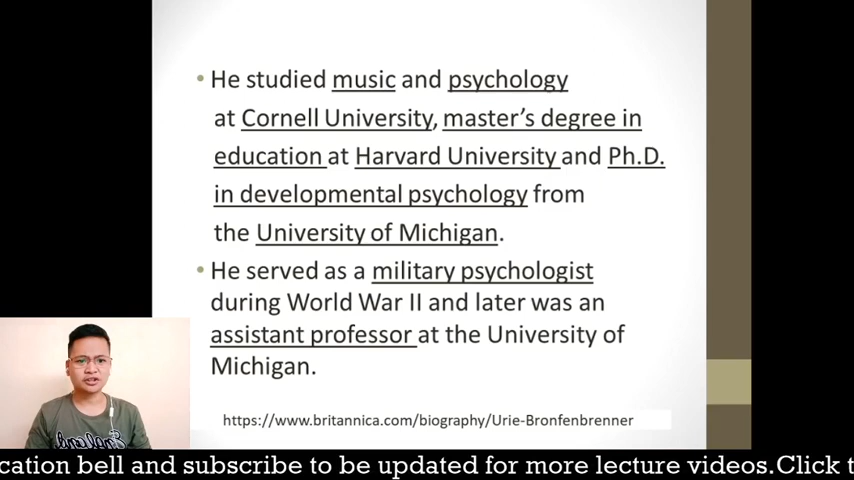 • He studied music and psychology
at Cornell University, master's degree in
education at Harvard University and Ph.D.
in developmental psychology from
the University of Michigan.
• He served as a military psychologist
during World War II and later was an
assistant professor at the University of
Michigan.
https://www.britannica.com/biography/Urie-Bronfenbrenner
cation bell and subscribe to be updated for more lecture videos.Click t